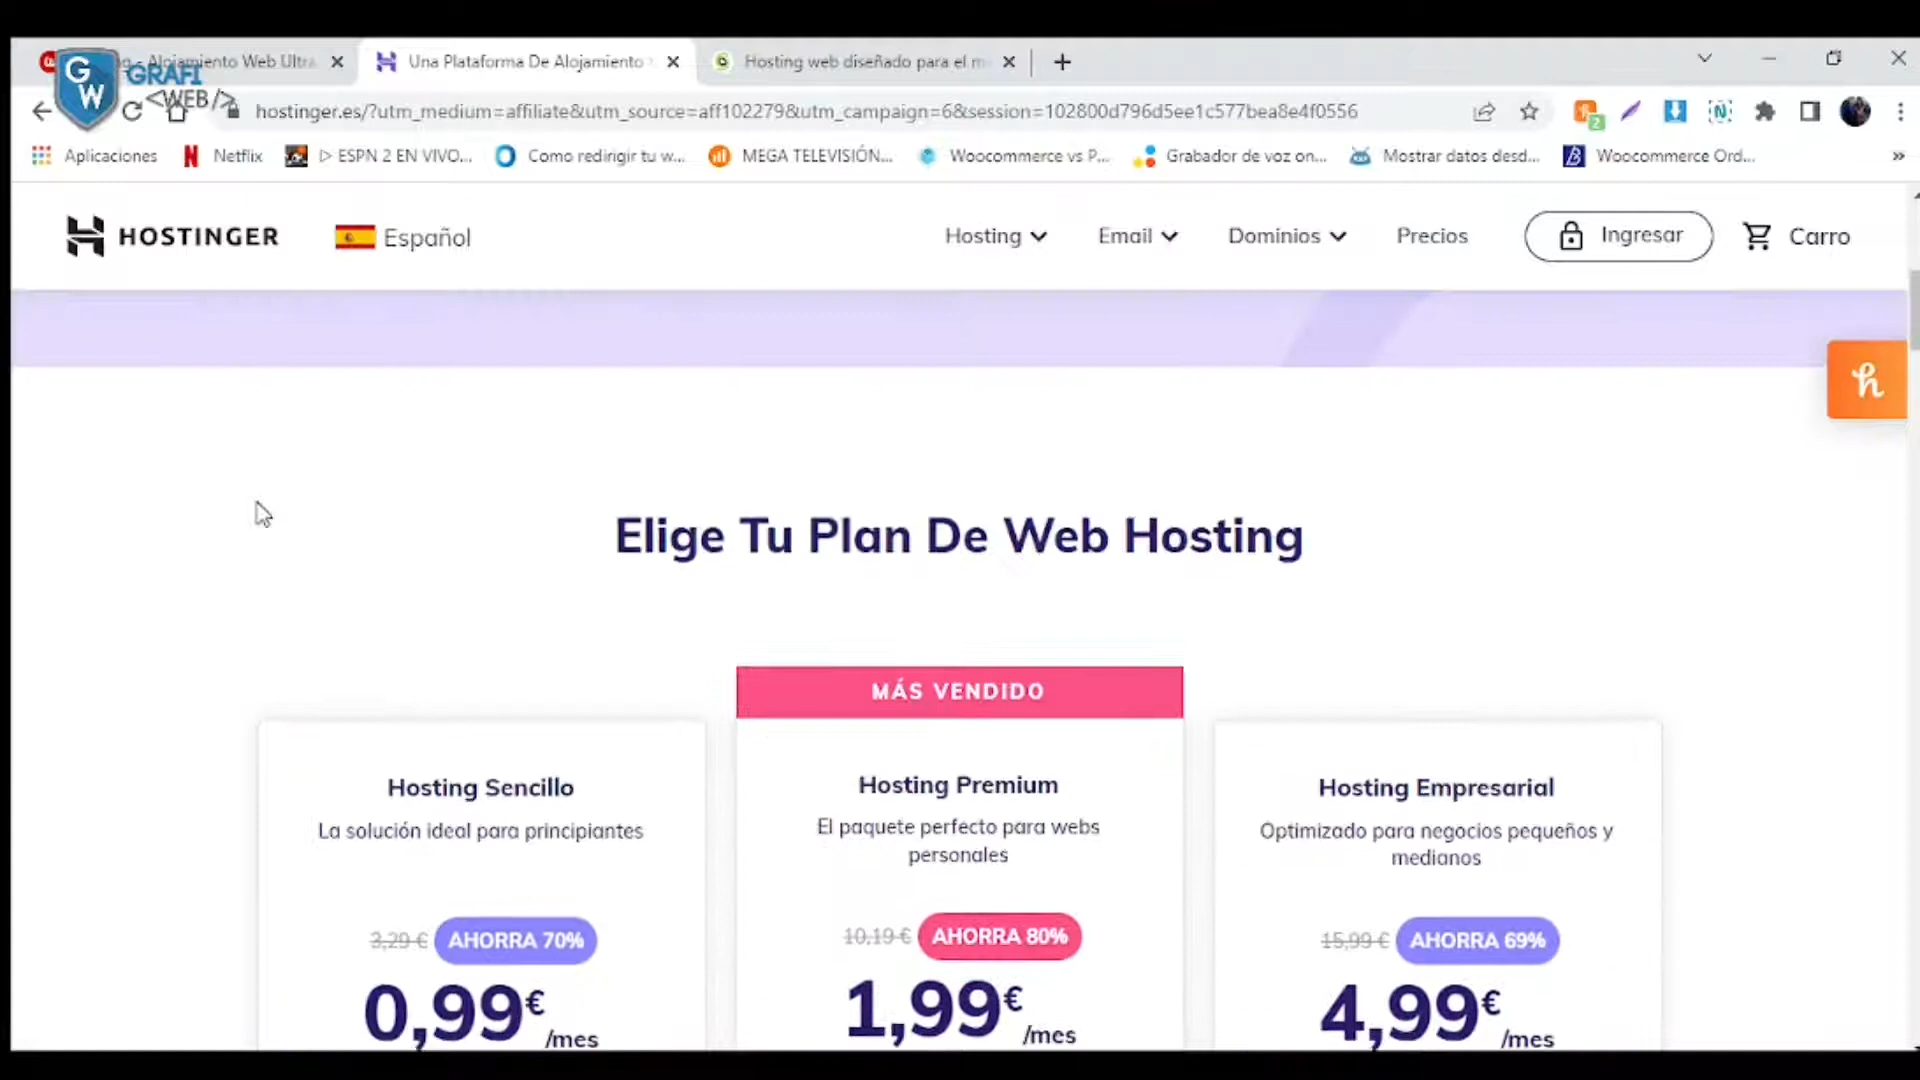 Alojamiento Web Ultra
Una Plataforma De Alojamiento
Hosting web diseñado para el m
GW
GRAFI
<WEB/>
hostinger.es/?utm_medium=affiliate&utm_source=aff102279&utm_campaign=6&session=102800d796d5ee1c577bea8e4f0556
2
Aplicaciones
Netflix
ESPN 2 EN VIVO...
Como redirigir tu w...
MEGA TELEVISIÓN...
Woocommerce vs P...
Grabador de voz on...
Mostrar datos desd...
Woocommerce Ord...
»
HOSTINGER
Español
Hosting
Email
Dominios
Precios
Ingresar
Carro
h
Elige Tu Plan De Web Hosting
MÁS VENDIDO
Hosting Sencillo
La solución ideal para principiantes
3,29 € AHORRA 70%
0,99€/mes
Hosting Premium
El paquete perfecto para webs
personales
10,19 € AHORRA 80%
1,99€/mes
Hosting Empresarial
Optimizado para negocios pequeños y
medianos
15,99 € AHORRA 69%
4,99€/mes